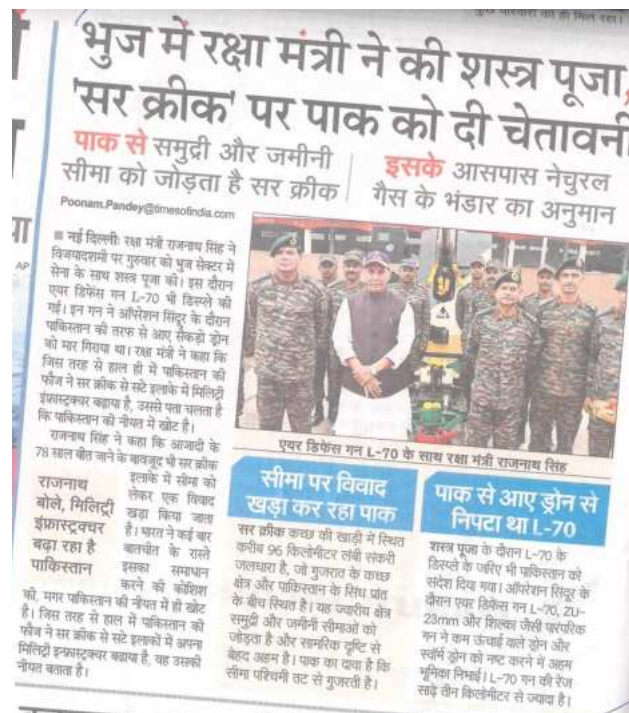 भुज में रक्षा मंत्री ने की शस्त्र पूजा,
'सर क्रीक' पर पाक को दी चेतावनी
पाक से समुद्री और जमीनी
सीमा को जोड़ता है सर क्रीक
इसके आसपास नेचुरल
गैस के भंडार का अनुमान
Poonam.Pandey@timesofindia.com
■ नई दिल्ली: रक्षा मंत्री राजनाथ सिंह ने
विजयादशमी पर गुरुवार को भुज सेक्टर में
सेना के साथ शस्त्र पूजा की। इस दौरान
एयर डिफेंस गन L-70 भी डिस्प्ले की
गई। इन गन ने ऑपरेशन सिंदूर के दौरान
पाकिस्तान की तरफ से आए सैकड़ों ड्रोन
को मार गिराया था। रक्षा मंत्री ने कहा कि
जिस तरह से हाल ही में पाकिस्तान की
फौज ने सर क्रीक से सटे इलाके में मिलिट्री
इंफ्रास्ट्रक्चर बढ़ाया है, उससे पता चलता है
कि पाकिस्तान की नीयत में खोट है।
राजनाथ सिंह ने कहा कि आजादी के
78 साल बीत जाने के बावजूद भी सर क्रीक
इलाके में सीमा को
लेकर एक विवाद
खड़ा किया जाता
है। भारत ने कई बार
बातचीत के रास्ते
इसका समाधान
करने की कोशिश
की, मगर पाकिस्तान की नीयत में ही खोट
है। जिस तरह से हाल में पाकिस्तान की
फौज ने सर क्रीक से सटे इलाकों में अपना
मिलिट्री इन्फ्रास्ट्रक्चर बढ़ाया है, वह उसकी
नीयत बताता है।
राजनाथ
बोले, मिलिट्री
इंफ्रास्ट्रक्चर
बढ़ा रहा है
पाकिस्तान
एयर डिफेंस गन L-70 के साथ रक्षा मंत्री राजनाथ सिंह
सीमा पर विवाद
खड़ा कर रहा पाक
सर क्रीक कच्छ की खाड़ी में स्थित
करीब 96 किलोमीटर लंबी संकरी
जलधारा है, जो गुजरात के कच्छ
क्षेत्र और पाकिस्तान के सिंध प्रांत
के बीच स्थित है। यह ज्वारीय क्षेत्र
समुद्री और जमीनी सीमाओं को
जोड़ता है और सामरिक दृष्टि से
बेहद अहम है। पाक का दावा है कि
सीमा पश्चिमी तट से गुजरती है।
पाक से आए ड्रोन से
निपटा था L-70
शस्त्र पूजा के दौरान L-70 के
डिस्प्ले के जरिए भी पाकिस्तान को
संदेश दिया गया। ऑपरेशन सिंदूर के
दौरान एयर डिफेंस गन L-70, ZU-
23mm और शिल्का जैसी पारंपरिक
गन ने कम ऊंचाई वाले ड्रोन और
स्वॉर्म ड्रोन को नष्ट करने में अहम
भूमिका निभाई। L-70 गन की रेंज
साढ़े तीन किलोमीटर से ज्यादा है।
AP